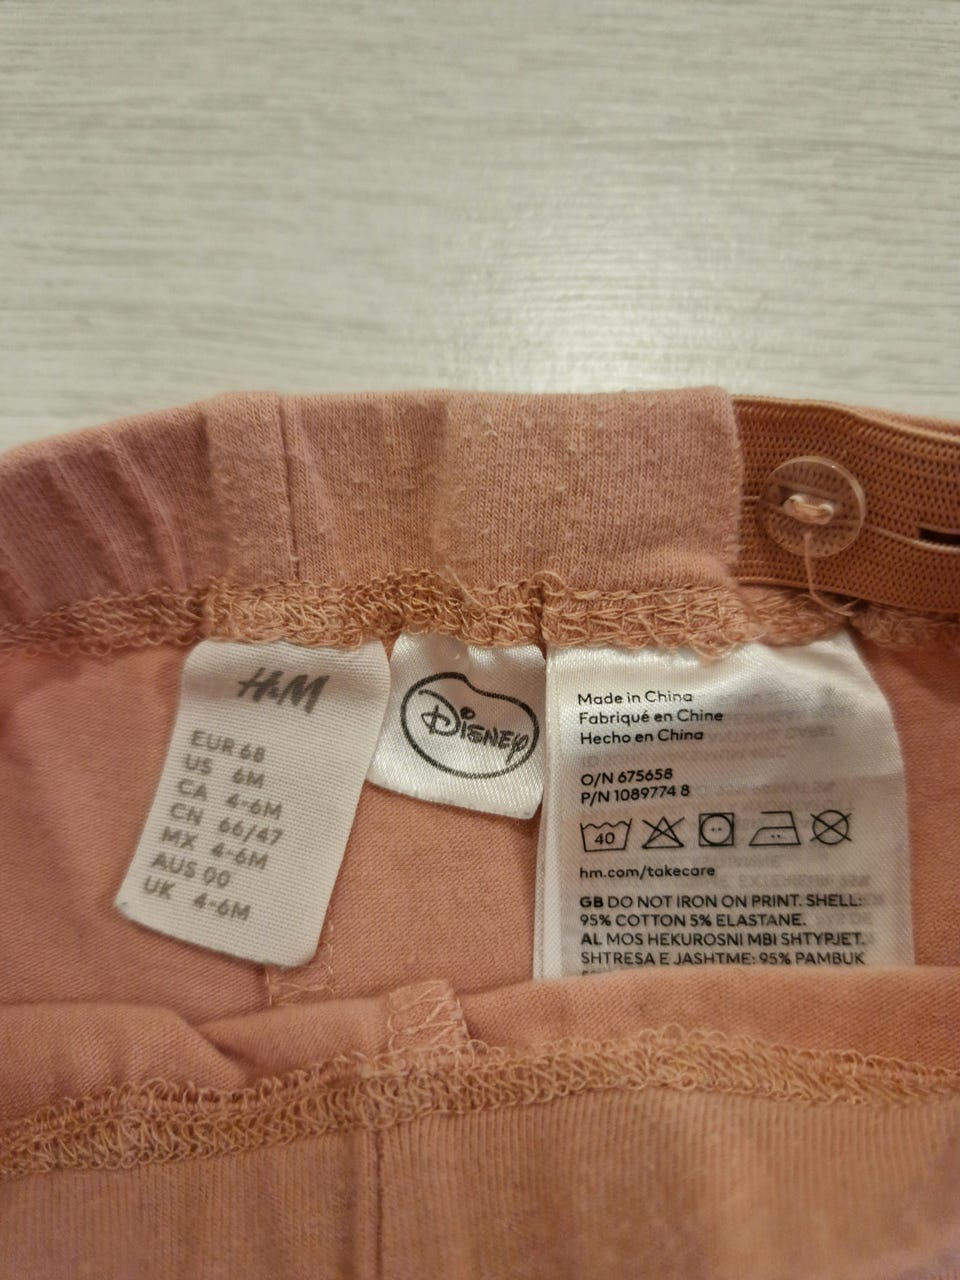 H&M
EUR 68
US 6M
CA 4-6M
CN 66/47
MX 4-6M
AUS 00
UK 4-6M
Disney
Made in China
Fabriqué en Chine
Hecho en China
O/N 675658
P/N 1089774 8
40
hm.com/takecare
GB DO NOT IRON ON PRINT. SHELL:
95% COTTON 5% ELASTANE.
AL MOS HEKUROSNI MBI SHTYPJET.
SHTRESA E JASHTME: 95% PAMBUK